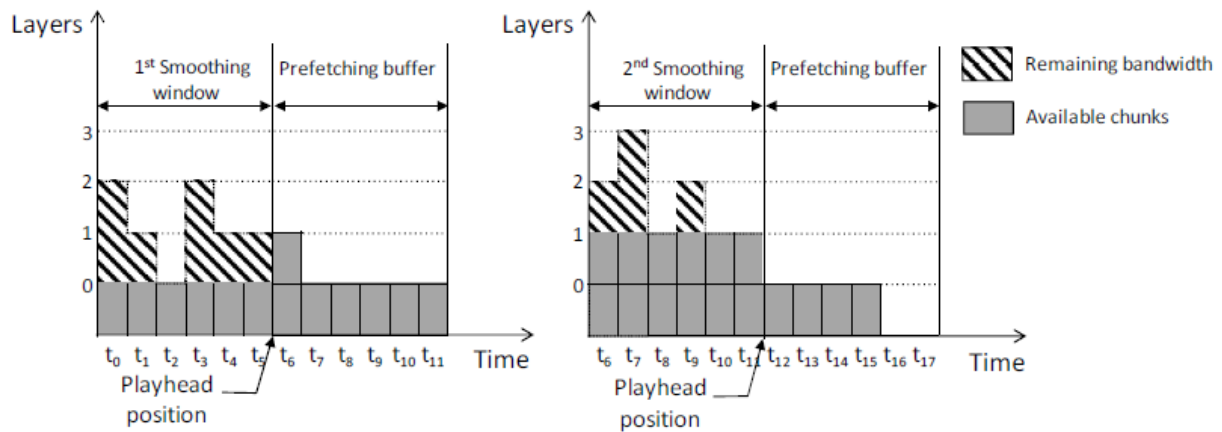 Layers
1st Smoothing
window
Prefetching buffer
3
2
1
0
t0 t1 t2 t3 t4 t5 t6 t7 t8 t9 t10 t11
Time
Playhead
position
Layers
2nd Smoothing
window
Prefetching buffer
3
2
1
0
t6 t7 t8 t9 t10 t11 t12 t13 t14 t15 t16 t17
Time
Playhead
position
Remaining bandwidth
Available chunks